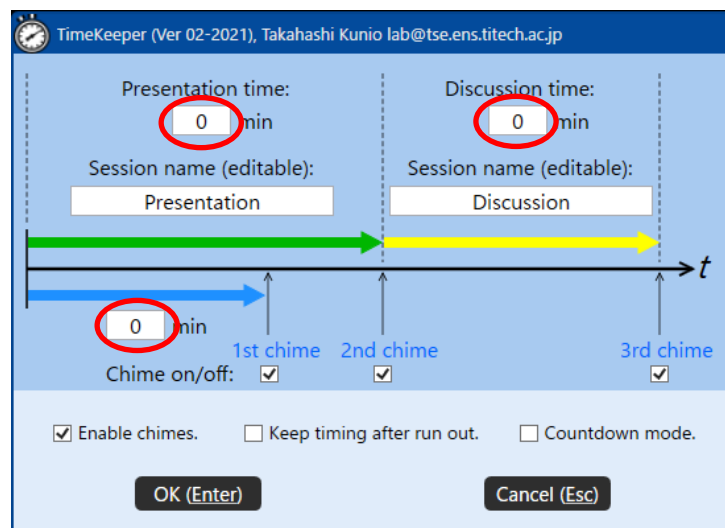 TimeKeeper (Ver 02-2021), Takahashi Kunio lab@tse.ens.titech.ac.jp
Presentation time: Discussion time:
0 min 0 min
Session name (editable): Session name (editable):
Presentation Discussion
t
0 min
1st chime 2nd chime 3rd chime
Chime on/off:
Enable chimes. Keep timing after run out. Countdown mode.
OK (Enter) Cancel (Esc)